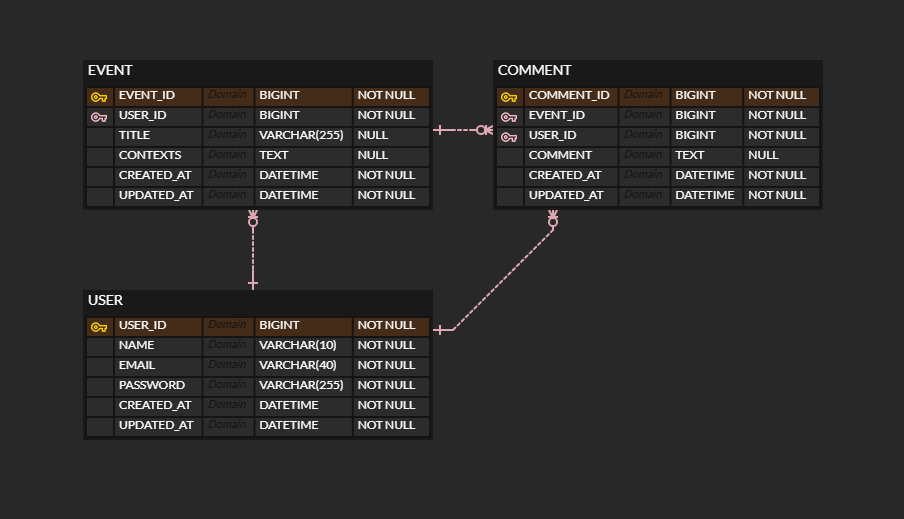 EVENT
EVENT_ID Domain BIGINT NOT NULL
USER_ID Domain BIGINT NOT NULL
TITLE Domain VARCHAR(255) NULL
CONTEXTS Domain TEXT NULL
CREATED_AT Domain DATETIME NOT NULL
UPDATED_AT Domain DATETIME NOT NULL
COMMENT
COMMENT_ID Domain BIGINT NOT NULL
EVENT_ID Domain BIGINT NOT NULL
USER_ID Domain BIGINT NOT NULL
COMMENT Domain TEXT NULL
CREATED_AT Domain DATETIME NOT NULL
UPDATED_AT Domain DATETIME NOT NULL
USER
USER_ID Domain BIGINT NOT NULL
NAME Domain VARCHAR(10) NOT NULL
EMAIL Domain VARCHAR(40) NOT NULL
PASSWORD Domain VARCHAR(255) NOT NULL
CREATED_AT Domain DATETIME NOT NULL
UPDATED_AT Domain DATETIME NOT NULL